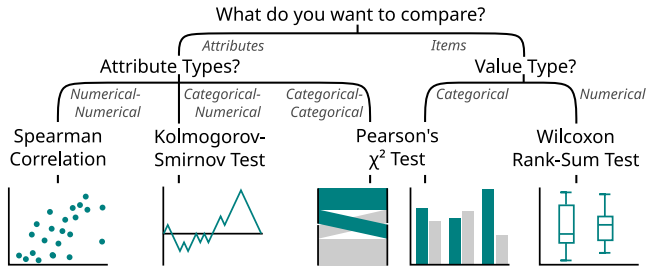 What do you want to compare?
Attributes
Items
Attribute Types?
Value Type?
Numerical-
Numerical
Categorical-
Numerical
Categorical-
Categorical
Categorical
Numerical
Spearman
Correlation
Kolmogorov-
Smirnov Test
Pearson's
χ² Test
Wilcoxon
Rank-Sum Test